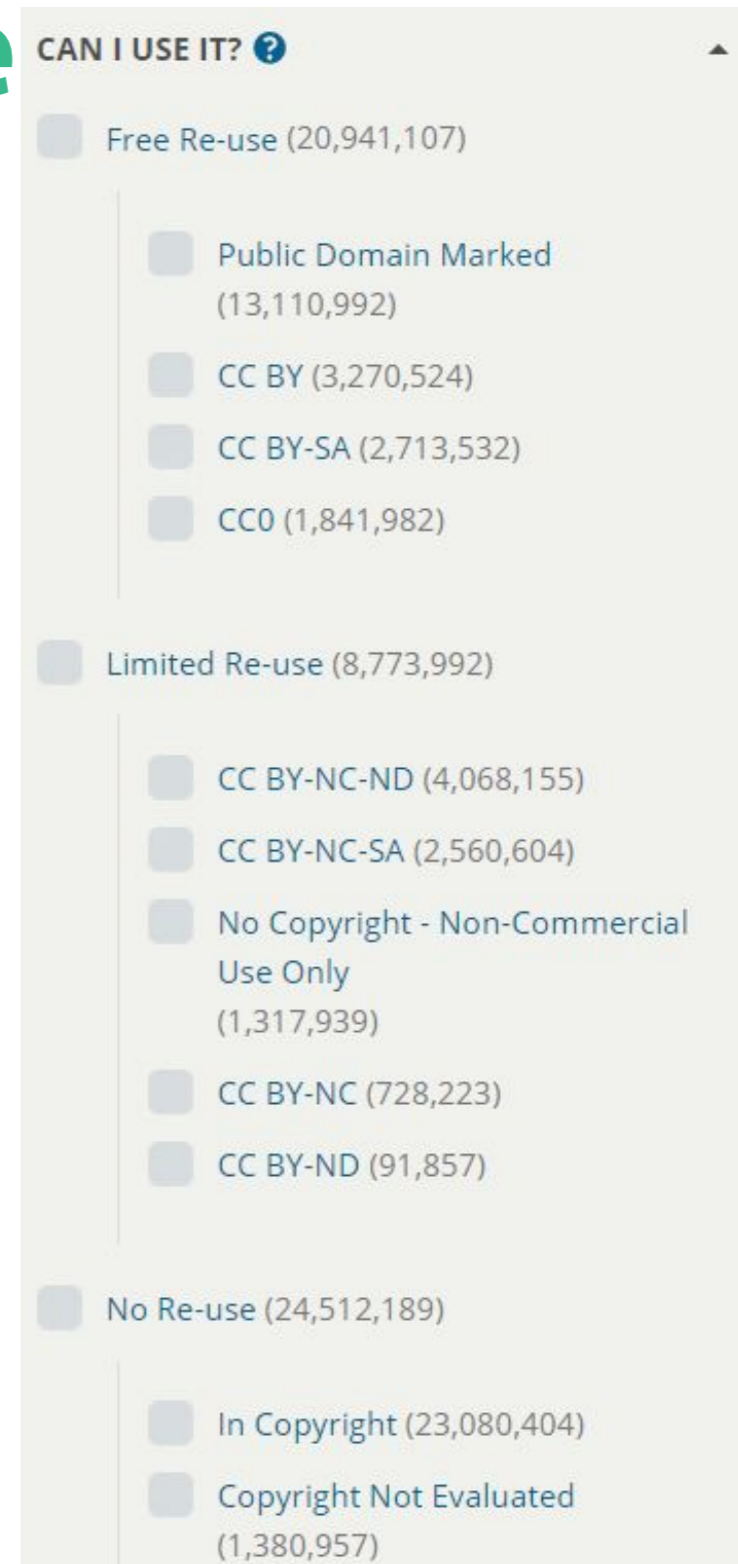 e
CAN I USE IT? ?
Free Re-use (20,941,107)
Public Domain Marked
(13,110,992)
CC BY (3,270,524)
CC BY-SA (2,713,532)
CC0 (1,841,982)
Limited Re-use (8,773,992)
CC BY-NC-ND (4,068,155)
CC BY-NC-SA (2,560,604)
No Copyright - Non-Commercial
Use Only
(1,317,939)
CC BY-NC (728,223)
CC BY-ND (91,857)
No Re-use (24,512,189)
In Copyright (23,080,404)
Copyright Not Evaluated
(1,380,957)